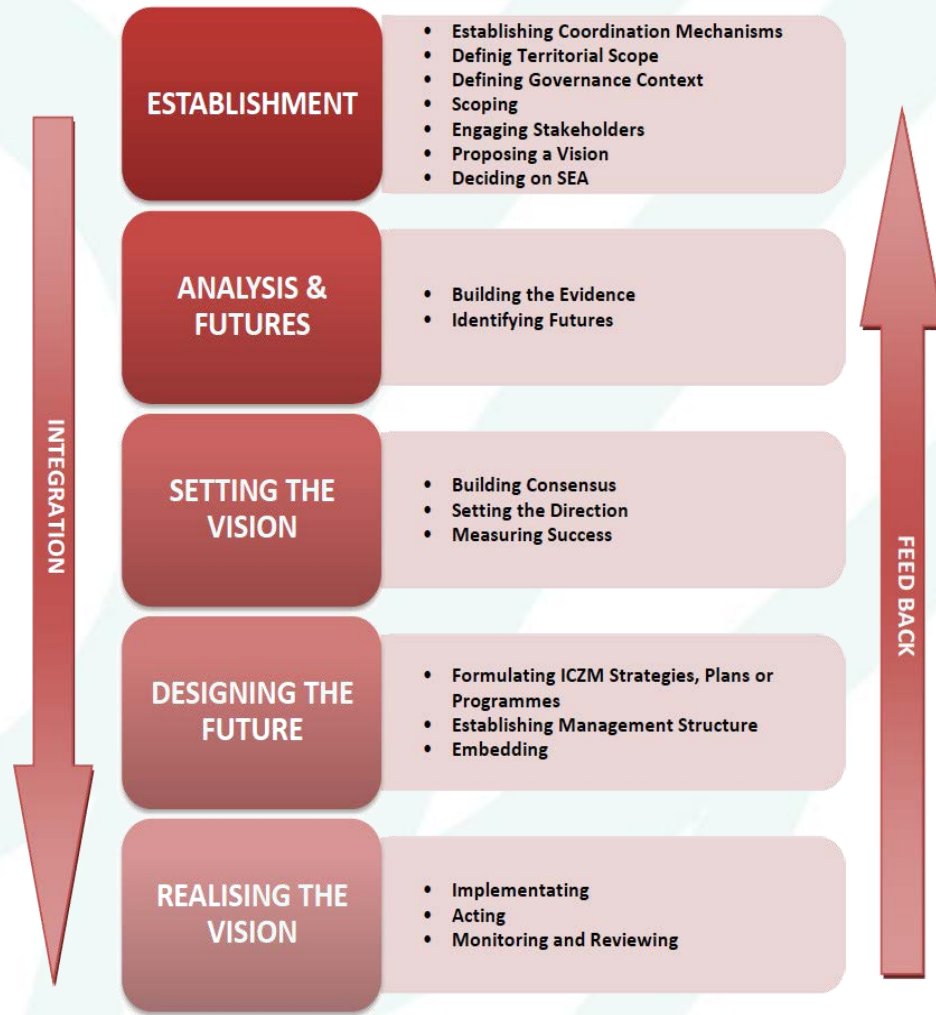 ESTABLISHMENT
• Establishing Coordination Mechanisms
• Definig Territorial Scope
• Defining Governance Context
• Scoping
• Engaging Stakeholders
• Proposing a Vision
• Deciding on SEA
ANALYSIS &
FUTURES
• Building the Evidence
• Identifying Futures
SETTING THE
VISION
• Building Consensus
• Setting the Direction
• Measuring Success
DESIGNING THE
FUTURE
• Formulating ICZM Strategies, Plans or
Programmes
• Establishing Management Structure
• Embedding
REALISING THE
VISION
• Implementating
• Acting
• Monitoring and Reviewing
INTEGRATION
FEED BACK